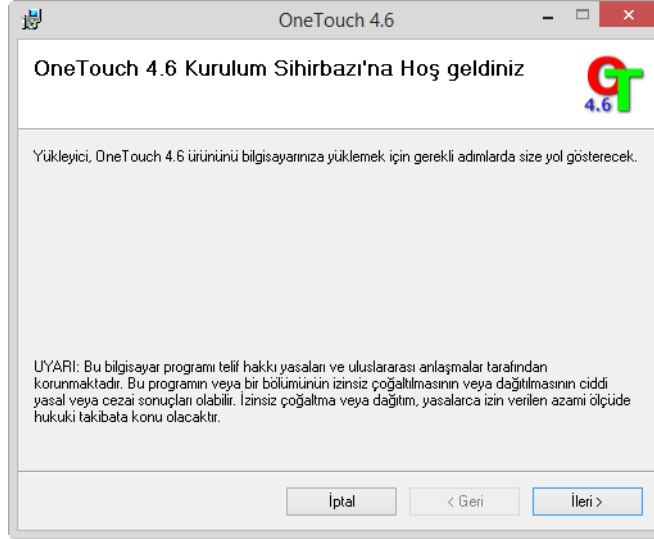 OneTouch 4.6
OneTouch 4.6 Kurulum Sihirbazı'na Hoş geldiniz
OT
4.6
Yükleyici, OneTouch 4.6 ürününü bilgisayarınıza yüklemek için gerekli adımlarda size yol gösterecek.
UYARI: Bu bilgisayar programı telif hakkı yasaları ve uluslararası anlaşmalar tarafından
korunmaktadır. Bu programın veya bir bölümünün izinsiz çoğaltılmasının veya dağıtılmasının ciddi
yasal veya cezai sonuçları olabilir. İzinsiz çoğaltma veya dağıtım, yasalarca izin verilen azami ölçüde
hukuki takibata konu olacaktır.
İptal
< Geri
İleri >